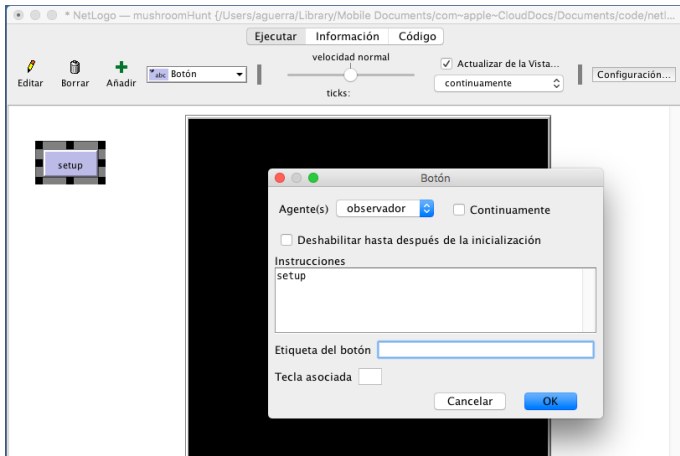 * NetLogo — mushroomHunt {/Users/aguerra/Library/Mobile Documents/com~apple~CloudDocs/Documents/code/netl...
Ejecutar Información Código
Editar Borrar Añadir
abc Botón
velocidad normal
ticks:
Actualizar de la Vista...
continuamente
Configuración...
setup
Botón
Agente(s) observador Continuamente
Deshabilitar hasta después de la inicialización
Instrucciones
setup
Etiqueta del botón
Tecla asociada
Cancelar OK